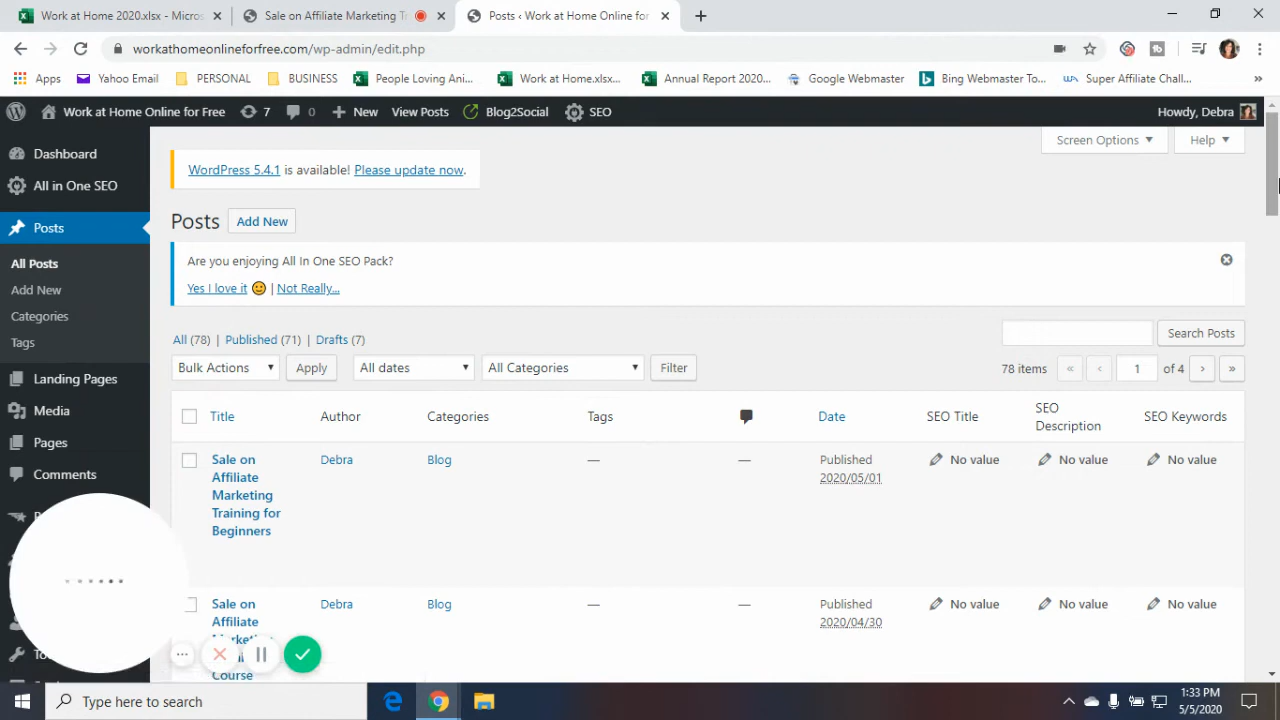 Work at Home 2020.xlsx - Micros
Sale on Affiliate Marketing T
Posts ‹ Work at Home Online for
workathomeonlineforfree.com/wp-admin/edit.php
Apps
Yahoo Email
PERSONAL
BUSINESS
People Loving Ani...
Work at Home.xlsx...
Annual Report 2020...
Google Webmaster
Bing Webmaster To...
Super Affiliate Chall...
Work at Home Online for Free
7
0
New
View Posts
Blog2Social
SEO
Howdy, Debra
Dashboard
All in One SEO
Posts
All Posts
Add New
Categories
Tags
Landing Pages
Media
Pages
Comments
Screen Options
Help
WordPress 5.4.1 is available! Please update now.
Posts
Add New
Are you enjoying All In One SEO Pack?
Yes I love it | Not Really...
All (78) | Published (71) | Drafts (7)
Search Posts
Bulk Actions
Apply
All dates
All Categories
Filter
78 items « ‹ 1 of 4 › »
Title
Author
Categories
Tags
Date
SEO Title
SEO
Description
SEO Keywords
Sale on
Affiliate
Marketing
Training for
Beginners
Debra
Blog
—
—
Published
2020/05/01
No value
No value
No value
Sale on
Affiliate
Course
Debra
Blog
—
—
Published
2020/04/30
No value
No value
No value
Type here to search
1:33 PM
5/5/2020